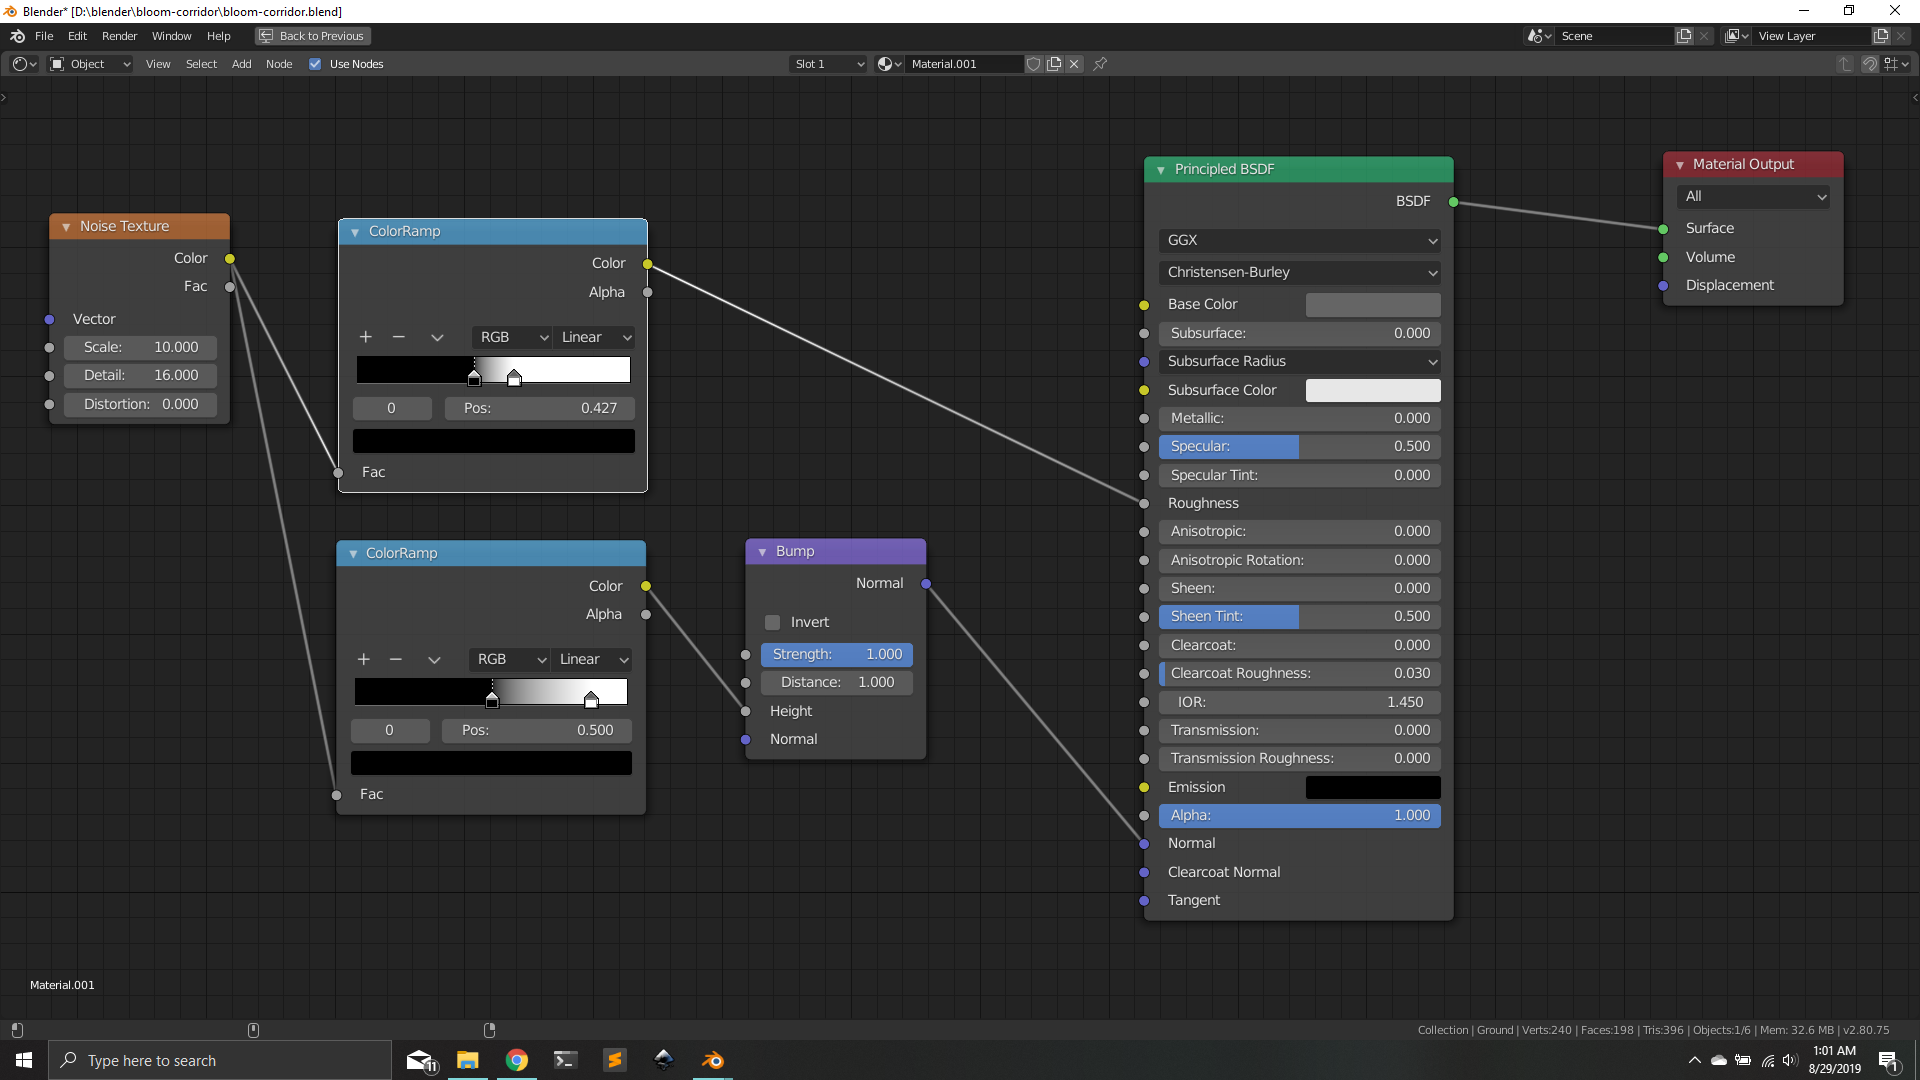 Blender* [D:\blender\bloom-corridor\bloom-corridor.blend]
File Edit Render Window Help Back to Previous Scene View Layer
Object View Select Add Node Use Nodes Slot 1 Material.001
Noise Texture
Color
Fac
Vector
Scale: 10.000
Detail: 16.000
Distortion: 0.000
ColorRamp
Color
Alpha
RGB Linear
0 Pos: 0.427
Fac
ColorRamp
Color
Alpha
RGB Linear
0 Pos: 0.500
Fac
Bump
Normal
Invert
Strength: 1.000
Distance: 1.000
Height
Normal
Principled BSDF
BSDF
GGX
Christensen-Burley
Base Color
Subsurface: 0.000
Subsurface Radius
Subsurface Color
Metallic: 0.000
Specular: 0.500
Specular Tint: 0.000
Roughness
Anisotropic: 0.000
Anisotropic Rotation: 0.000
Sheen: 0.000
Sheen Tint: 0.500
Clearcoat: 0.000
Clearcoat Roughness: 0.030
IOR: 1.450
Transmission: 0.000
Transmission Roughness: 0.000
Emission
Alpha: 1.000
Normal
Clearcoat Normal
Tangent
Material Output
All
Surface
Volume
Displacement
Material.001
Collection | Ground | Verts:240 | Faces:198 | Tris:396 | Objects:1/6 | Mem: 32.6 MB | v2.80.75
Type here to search
11
1:01 AM
8/29/2019
1